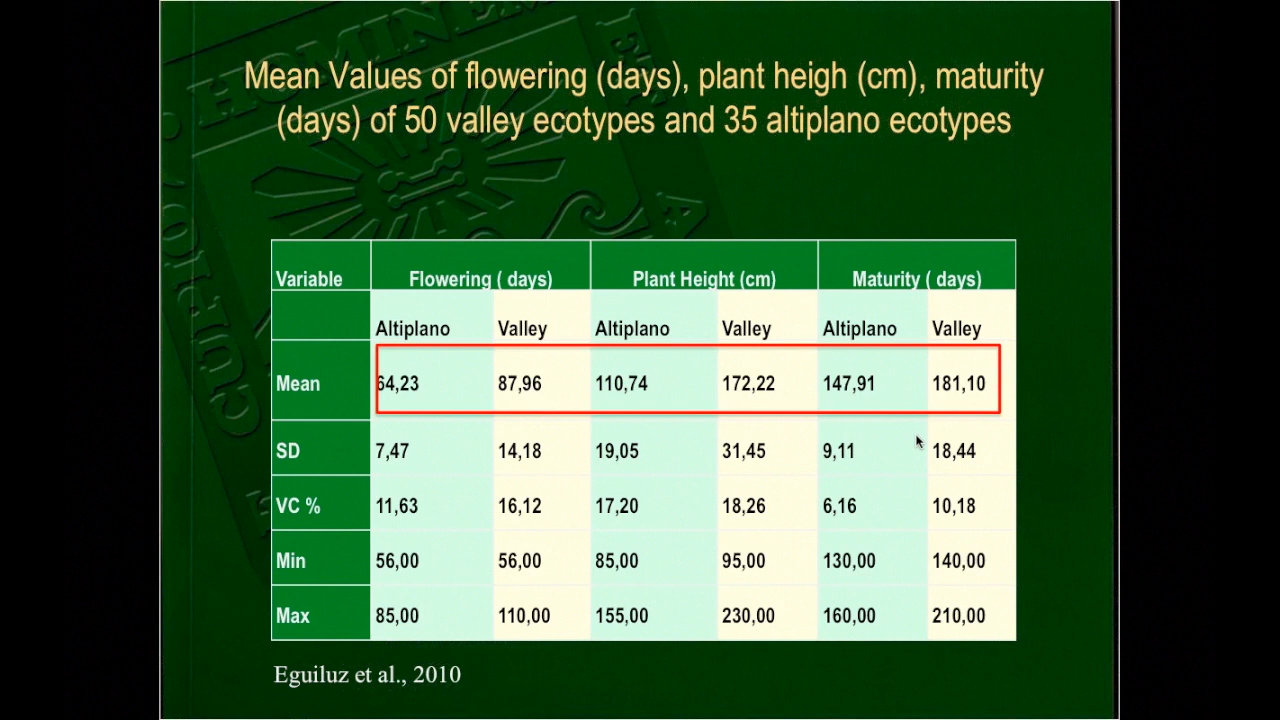 Mean Values of flowering (days), plant heigh (cm), maturity
(days) of 50 valley ecotypes and 35 altiplano ecotypes
Variable Flowering ( days) Plant Height (cm) Maturity ( days)
Altiplano Valley Altiplano Valley Altiplano Valley
Mean 64,23 87,96 110,74 172,22 147,91 181,10
SD 7,47 14,18 19,05 31,45 9,11 18,44
VC % 11,63 16,12 17,20 18,26 6,16 10,18
Min 56,00 56,00 85,00 95,00 130,00 140,00
Max 85,00 110,00 155,00 230,00 160,00 210,00
Eguiluz et al., 2010
HOMINEM